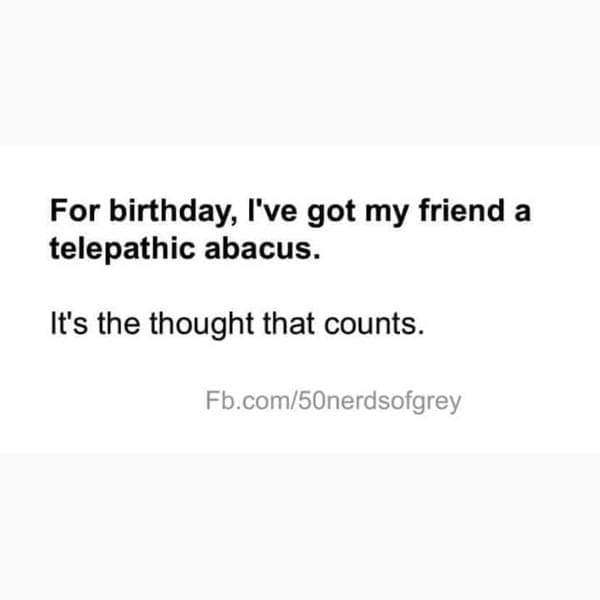 For birthday, I've got my friend a
telepathic abacus.
It's the thought that counts.
Fb.com/50nerdsofgrey